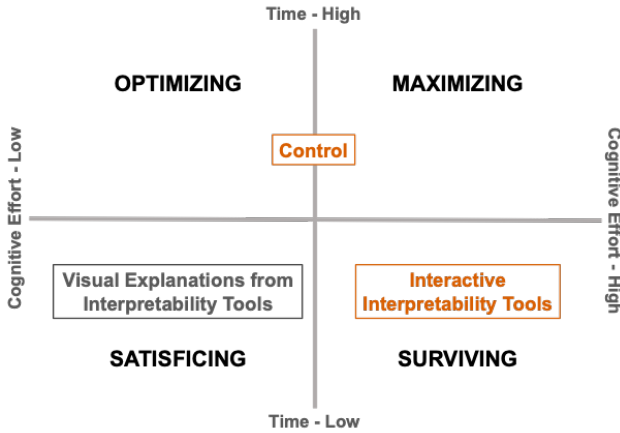 Time - High
OPTIMIZING
MAXIMIZING
Control
Cognitive Effort - Low
Cognitive Effort - High
Visual Explanations from
Interpretability Tools
Interactive
Interpretability Tools
SATISFICING
SURVIVING
Time - Low